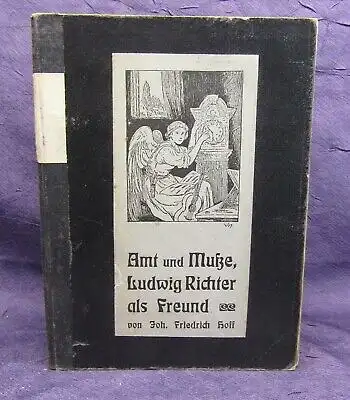 Amt und Muße,
Ludwig Richter
als Freund
von Joh. Friedrich Hoff